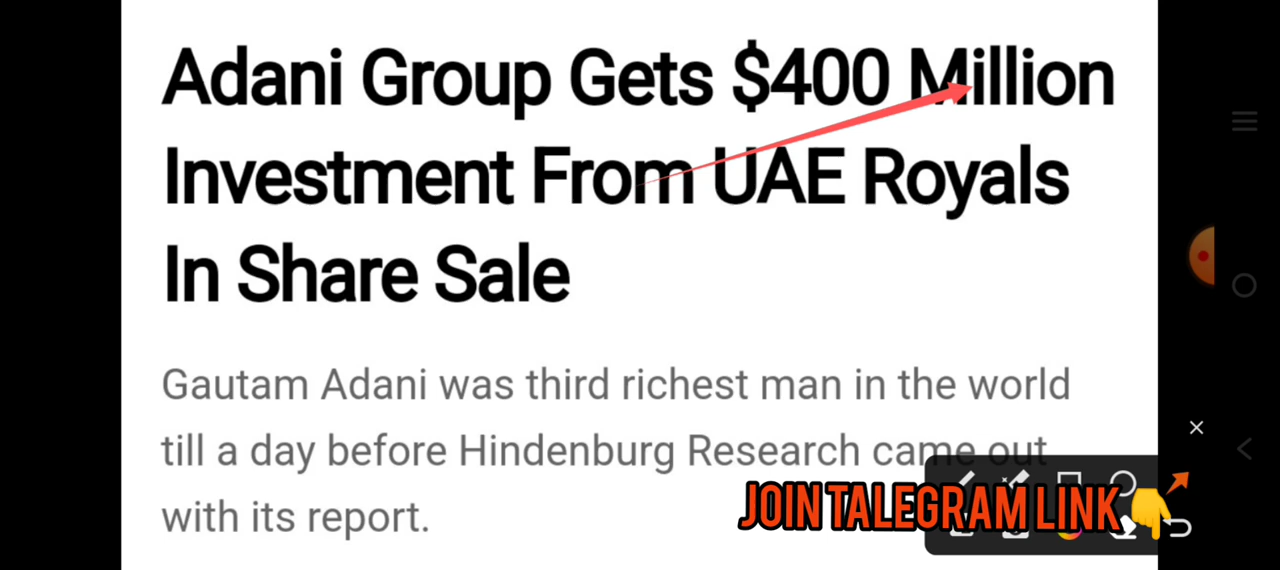 Adani Group Gets $400 Million
Investment From UAE Royals
In Share Sale
Gautam Adani was third richest man in the world
till a day before Hindenburg Research came out
with its report.
JOIN TALEGRAM LINK